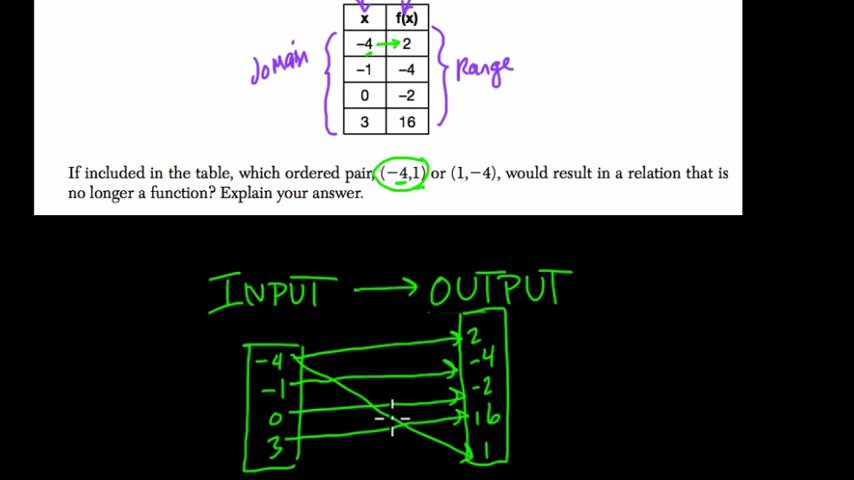 x f(x)
-4 → 2
-1 -4
0 -2
3 16
Domain
Range
If included in the table, which ordered pair, (−4,1) or (1,−4), would result in a relation that is
no longer a function? Explain your answer.
INPUT → OUTPUT
-4 2
-1 -4
0 -2
3 16
1